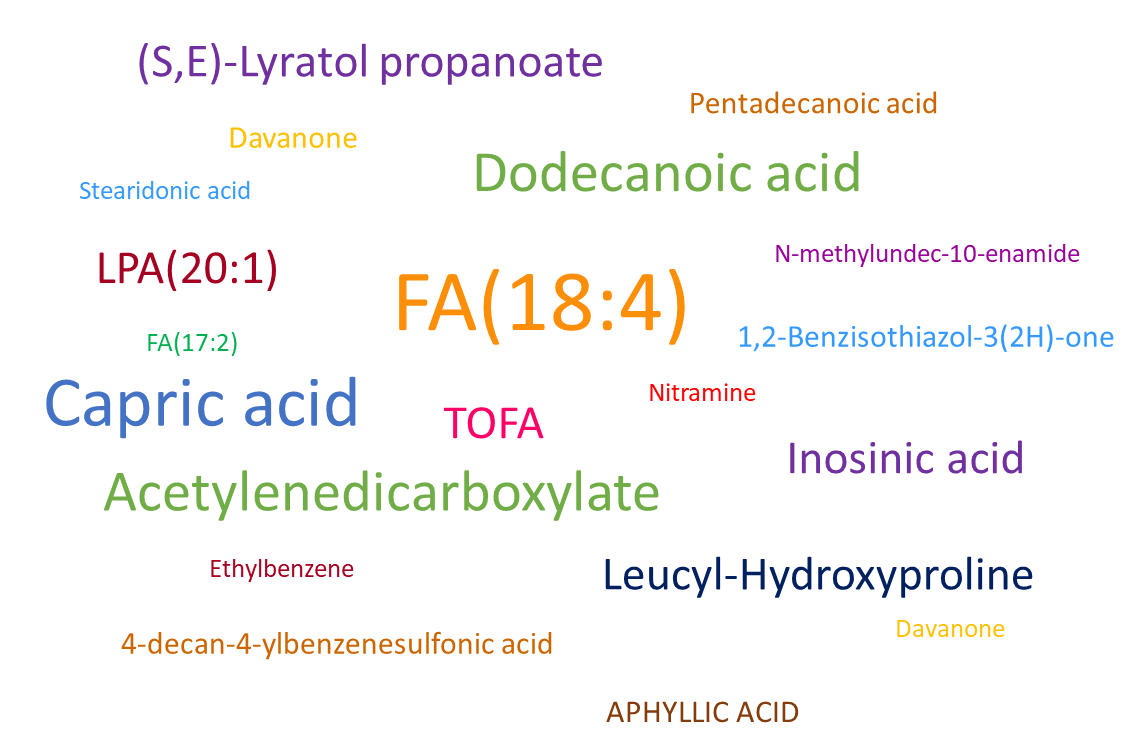 (S,E)-Lyratol propanoate
Pentadecanoic acid
Davanone
Dodecanoic acid
Stearidonic acid
LPA(20:1)
N-methylundec-10-enamide
FA(18:4)
FA(17:2)
1,2-Benzisothiazol-3(2H)-one
Capric acid
Nitramine
TOFA
Inosinic acid
Acetylenedicarboxylate
Ethylbenzene
Leucyl-Hydroxyproline
Davanone
4-decan-4-ylbenzenesulfonic acid
APHYLLIC ACID